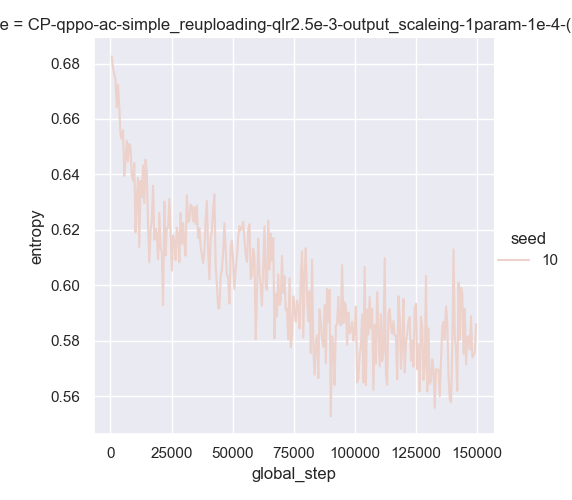 e = CP-qppo-ac-simple_reuploading-qlr2.5e-3-output_scaleing-1param-1e-4-(
0.68
0.66
0.64
0.62
0.60
0.58
0.56
entropy
0 25000 50000 75000 100000 125000 150000
global_step
seed
10